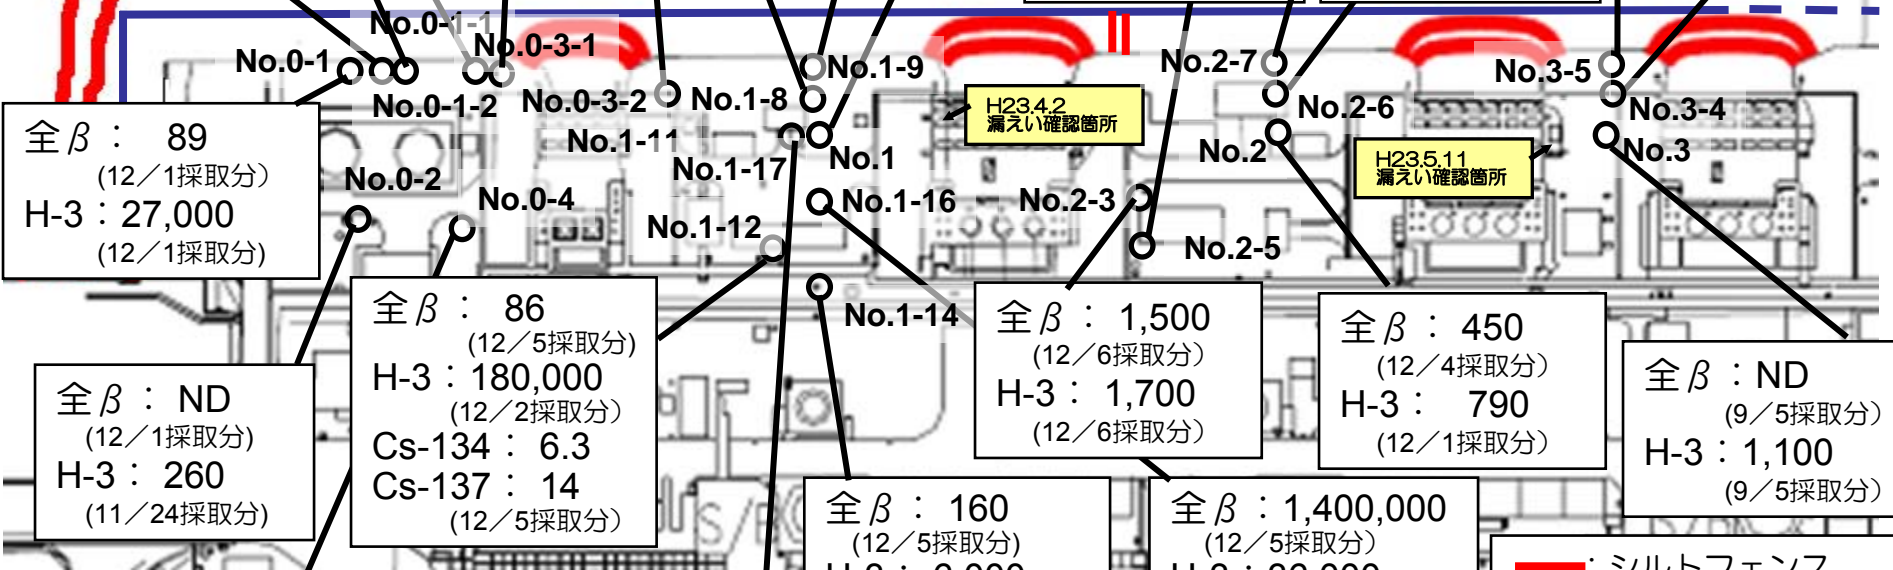 No.0-1-1
No.0-3-1
No.0-1
No.0-1-2
No.0-3-2
No.1-8
No.1-9
No.1-11
No.1-17
No.1
No.2-7
No.2-6
No.2
No.3-5
No.3-4
No.3
H23.4.2
漏えい確認箇所
H23.5.11
漏えい確認箇所
No.0-2
No.0-4
No.1-12
No.1-16
No.1-14
No.2-3
No.2-5
全β： 89
(12／1採取分)
H-3：27,000
(12／1採取分)
全β： ND
(12／1採取分)
H-3：260
(11／24採取分)
全β： 86
(12／5採取分)
H-3：180,000
(12／2採取分)
Cs-134： 6.3
Cs-137： 14
(12／5採取分)
全β： 160
(12／5採取分)
全β： 1,500
(12／6採取分)
H-3： 1,700
(12／6採取分)
全β：1,400,000
(12／5採取分)
全β：450
(12／4採取分)
H-3： 790
(12／1採取分)
全β：ND
(9／5採取分)
H-3：1,100
(9／5採取分)
：シルトフェンス